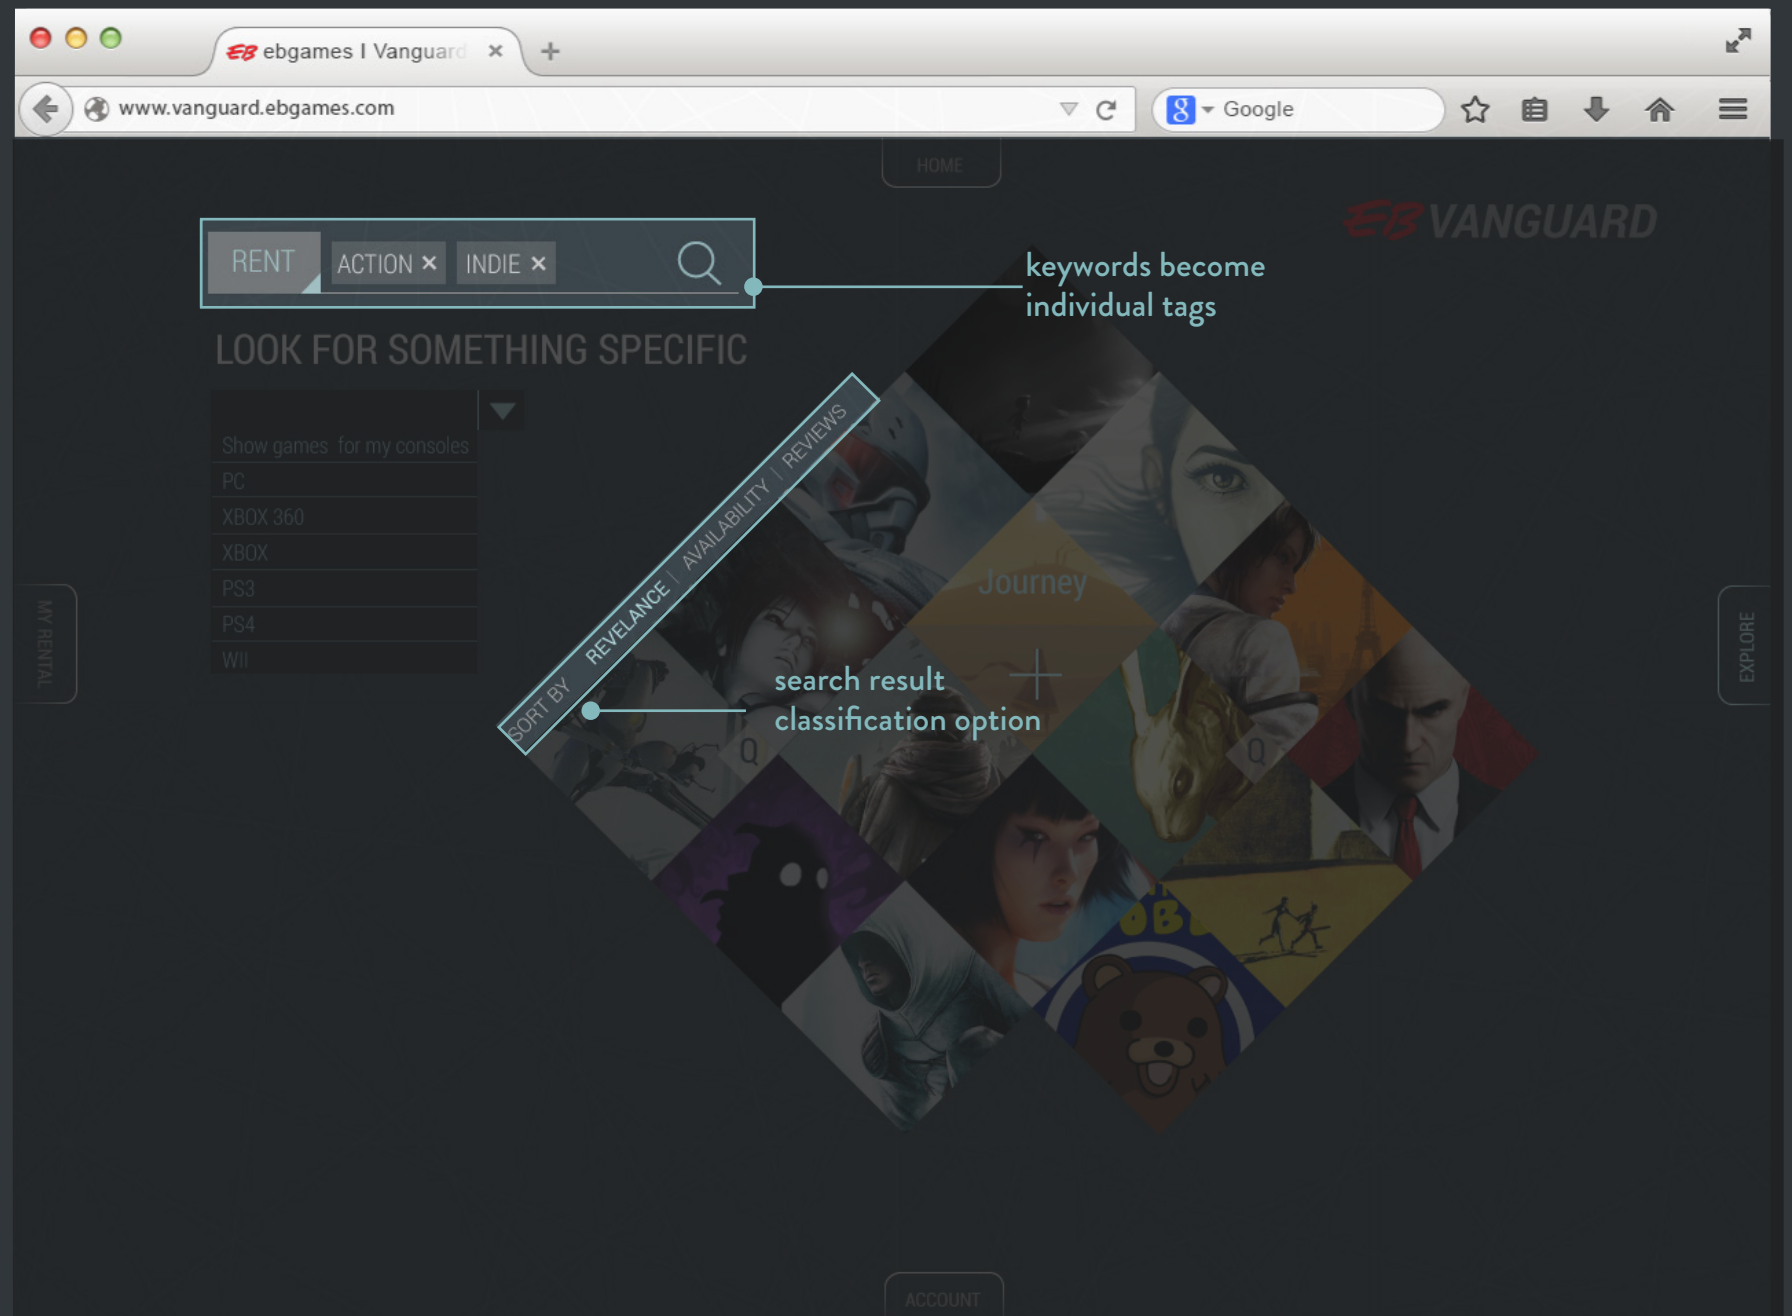 EB ebgames I Vanguard
www.vanguard.ebgames.com
Google
HOME
EB VANGUARD
RENT ACTION × INDIE ×
keywords become
individual tags
LOOK FOR SOMETHING SPECIFIC
Show games for my consoles
PC
XBOX 360
XBOX
PS3
PS4
WII
SORT BY REVELANCE | AVAILABILITY | REVIEWS
Journey
search result
classification option
Q
Q
MY RENTAL
EXPLORE
OB
ACCOUNT